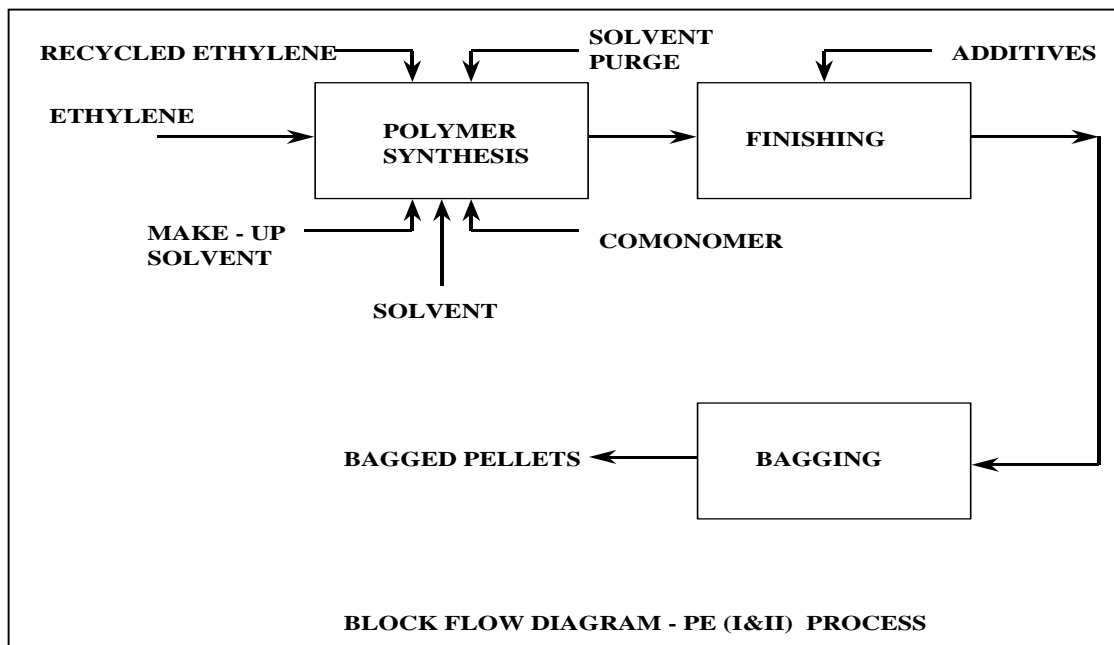 RECYCLED ETHYLENE
SOLVENT
PURGE
ADDITIVES
ETHYLENE
POLYMER
SYNTHESIS
FINISHING
MAKE - UP
SOLVENT
COMONOMER
SOLVENT
BAGGED PELLETS
BAGGING
BLOCK FLOW DIAGRAM - PE (I&II) PROCESS